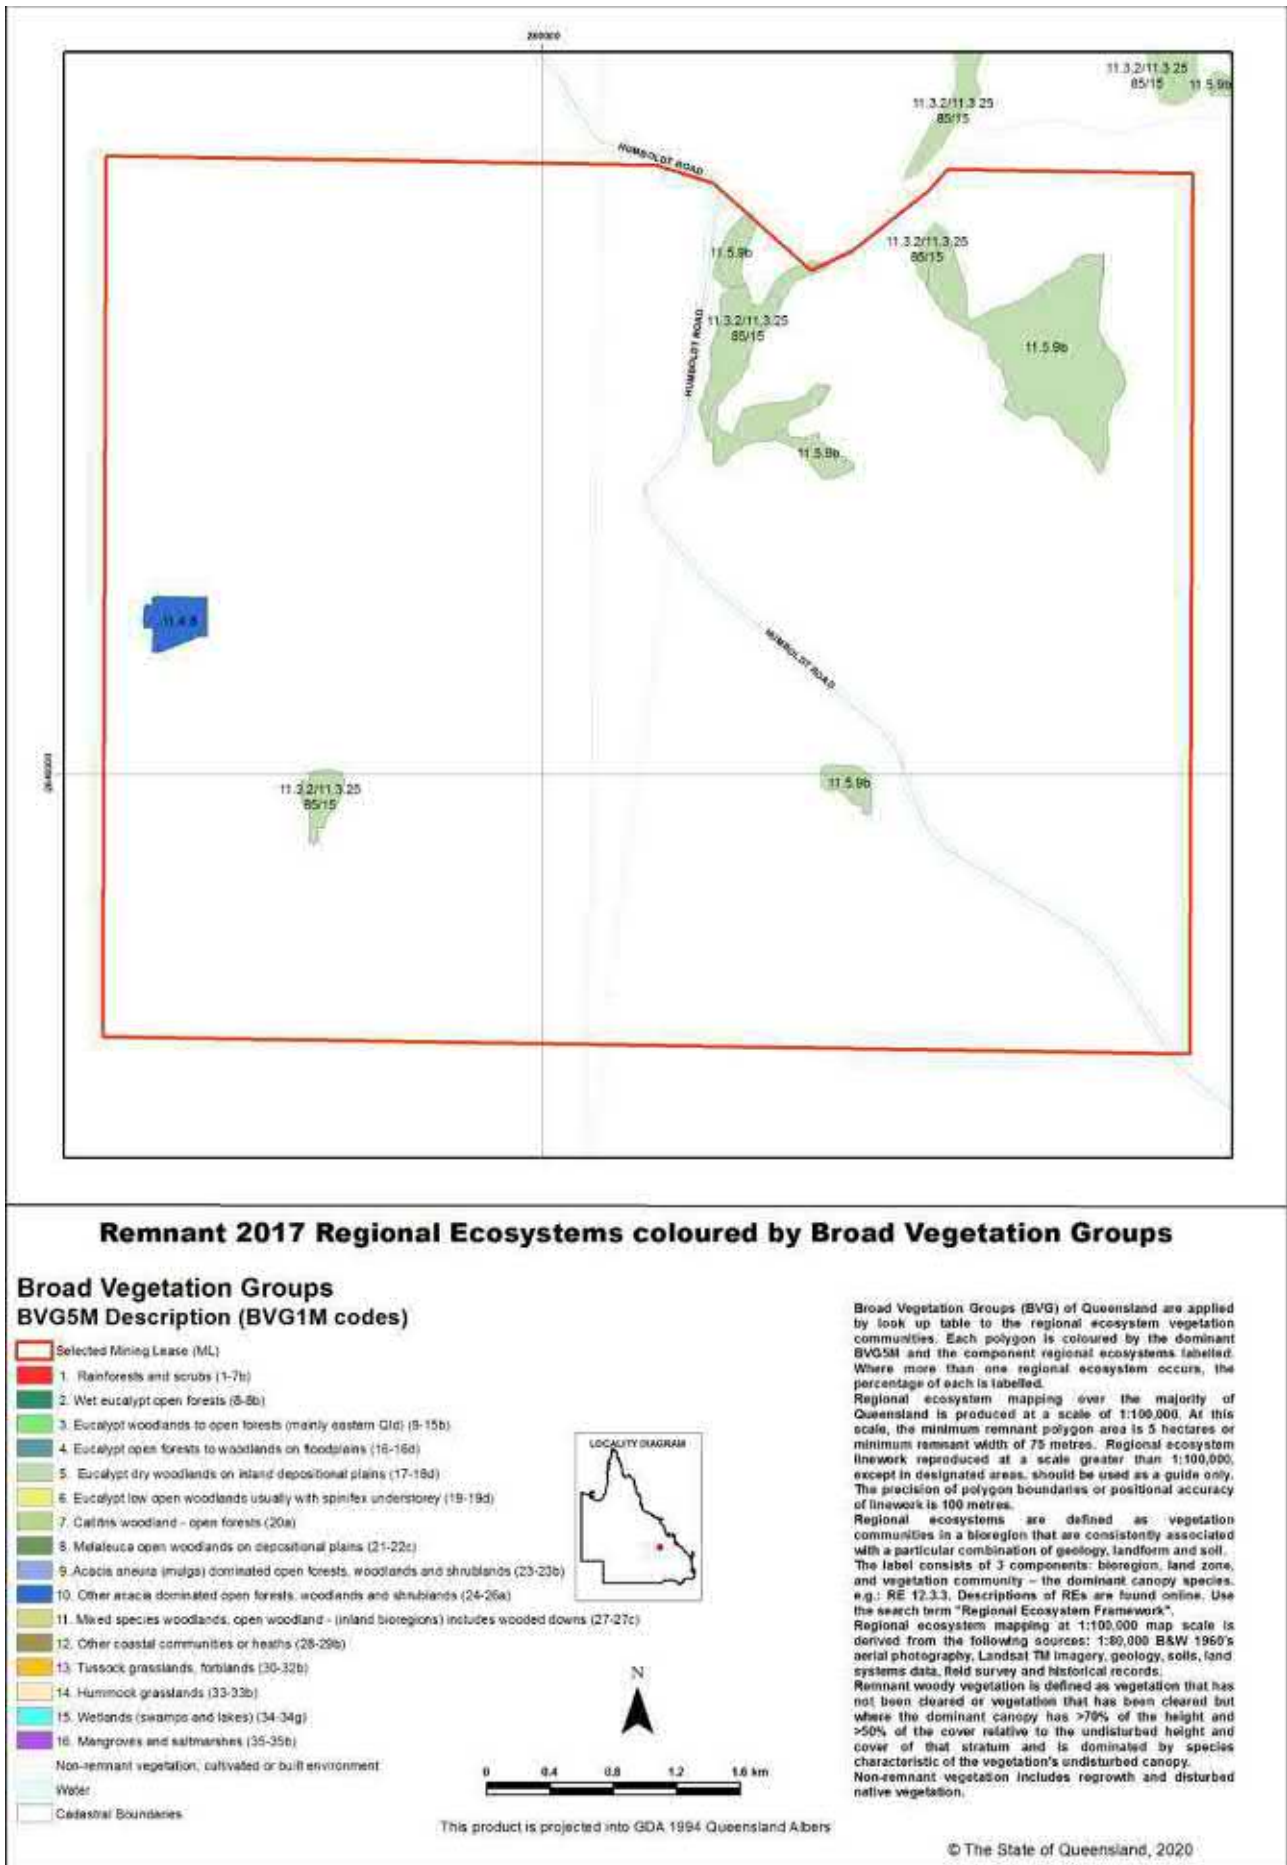 260000
11.3.2/11.3.25
85/15
11.5.9b
11.3.2/11.3.25
85/15
HUMBOLDT ROAD
11.3.2/11.3.25
85/15
11.5.9b
HUMBOLDT ROAD
11.3.2/11.3.25
85/15
11.5.9b
11.5.9b
HUMBOLDT ROAD
11.3.2/11.3.25
85/15
11.5.9b
Remnant 2017 Regional Ecosystems coloured by Broad Vegetation Groups
Broad Vegetation Groups
BVG5M Description (BVG1M codes)
Selected Mining Lease (ML)
1. Rainforests and scrubs (1-7b)
2. Wet eucalypt open forests (8-8b)
3. Eucalypt woodlands to open forests (mainly eastern Qld) (9-15b)
4. Eucalypt open forests to woodlands on floodplains (16-16d)
5. Eucalypt dry woodlands on inland depositional plains (17-18d)
6. Eucalypt low open woodlands usually with spinifex understorey (19-19d)
7. Callitris woodland - open forests (20a)
8. Melaleuca open woodlands on depositional plains (21-22c)
9. Acacia aneura (mulga) dominated open forests, woodlands and shrublands (23-23b)
10. Other acacia dominated open forests, woodlands and shrublands (24-26a)
11. Mixed species woodlands, open woodland - (inland bioregions) includes wooded downs (27-27c)
12. Other coastal communities or heaths (28-29b)
13. Tussock grasslands, forblands (30-32b)
14. Hummock grasslands (33-33b)
15. Wetlands (swamps and lakes) (34-34g)
16. Mangroves and saltmarshes (35-35b)
Non-remnant vegetation, cultivated or built environment
Water
Cadastral Boundaries
LOCALITY DIAGRAM
N
0 0.4 0.8 1.2 1.6 km
This product is projected into GDA 1994 Queensland Albers
Broad Vegetation Groups (BVG) of Queensland are applied
by look up table to the regional ecosystem vegetation
communities. Each polygon is coloured by the dominant
BVG5M and the component regional ecosystems labelled.
Where more than one regional ecosystem occurs, the
percentage of each is labelled.
Regional ecosystem mapping over the majority of
Queensland is produced at a scale of 1:100,000. At this
scale, the minimum remnant polygon area is 5 hectares or
minimum remnant width of 75 metres. Regional ecosystem
linework reproduced at a scale greater than 1:100,000,
except in designated areas, should be used as a guide only.
The precision of polygon boundaries or positional accuracy
of linework is 100 metres.
Regional ecosystems are defined as vegetation
communities in a bioregion that are consistently associated
with a particular combination of geology, landform and soil.
The label consists of 3 components: bioregion, land zone,
and vegetation community – the dominant canopy species.
e.g.: RE 12.3.3. Descriptions of REs are found online. Use
the search term "Regional Ecosystem Framework".
Regional ecosystem mapping at 1:100,000 map scale is
derived from the following sources: 1:80,000 B&W 1960's
aerial photography, Landsat TM imagery, geology, soils, land
systems data, field survey and historical records.
Remnant woody vegetation is defined as vegetation that has
not been cleared or vegetation that has been cleared but
where the dominant canopy has >70% of the height and
>50% of the cover relative to the undisturbed height and
cover of that stratum and is dominated by species
characteristic of the vegetation's undisturbed canopy.
Non-remnant vegetation includes regrowth and disturbed
native vegetation.
© The State of Queensland, 2020